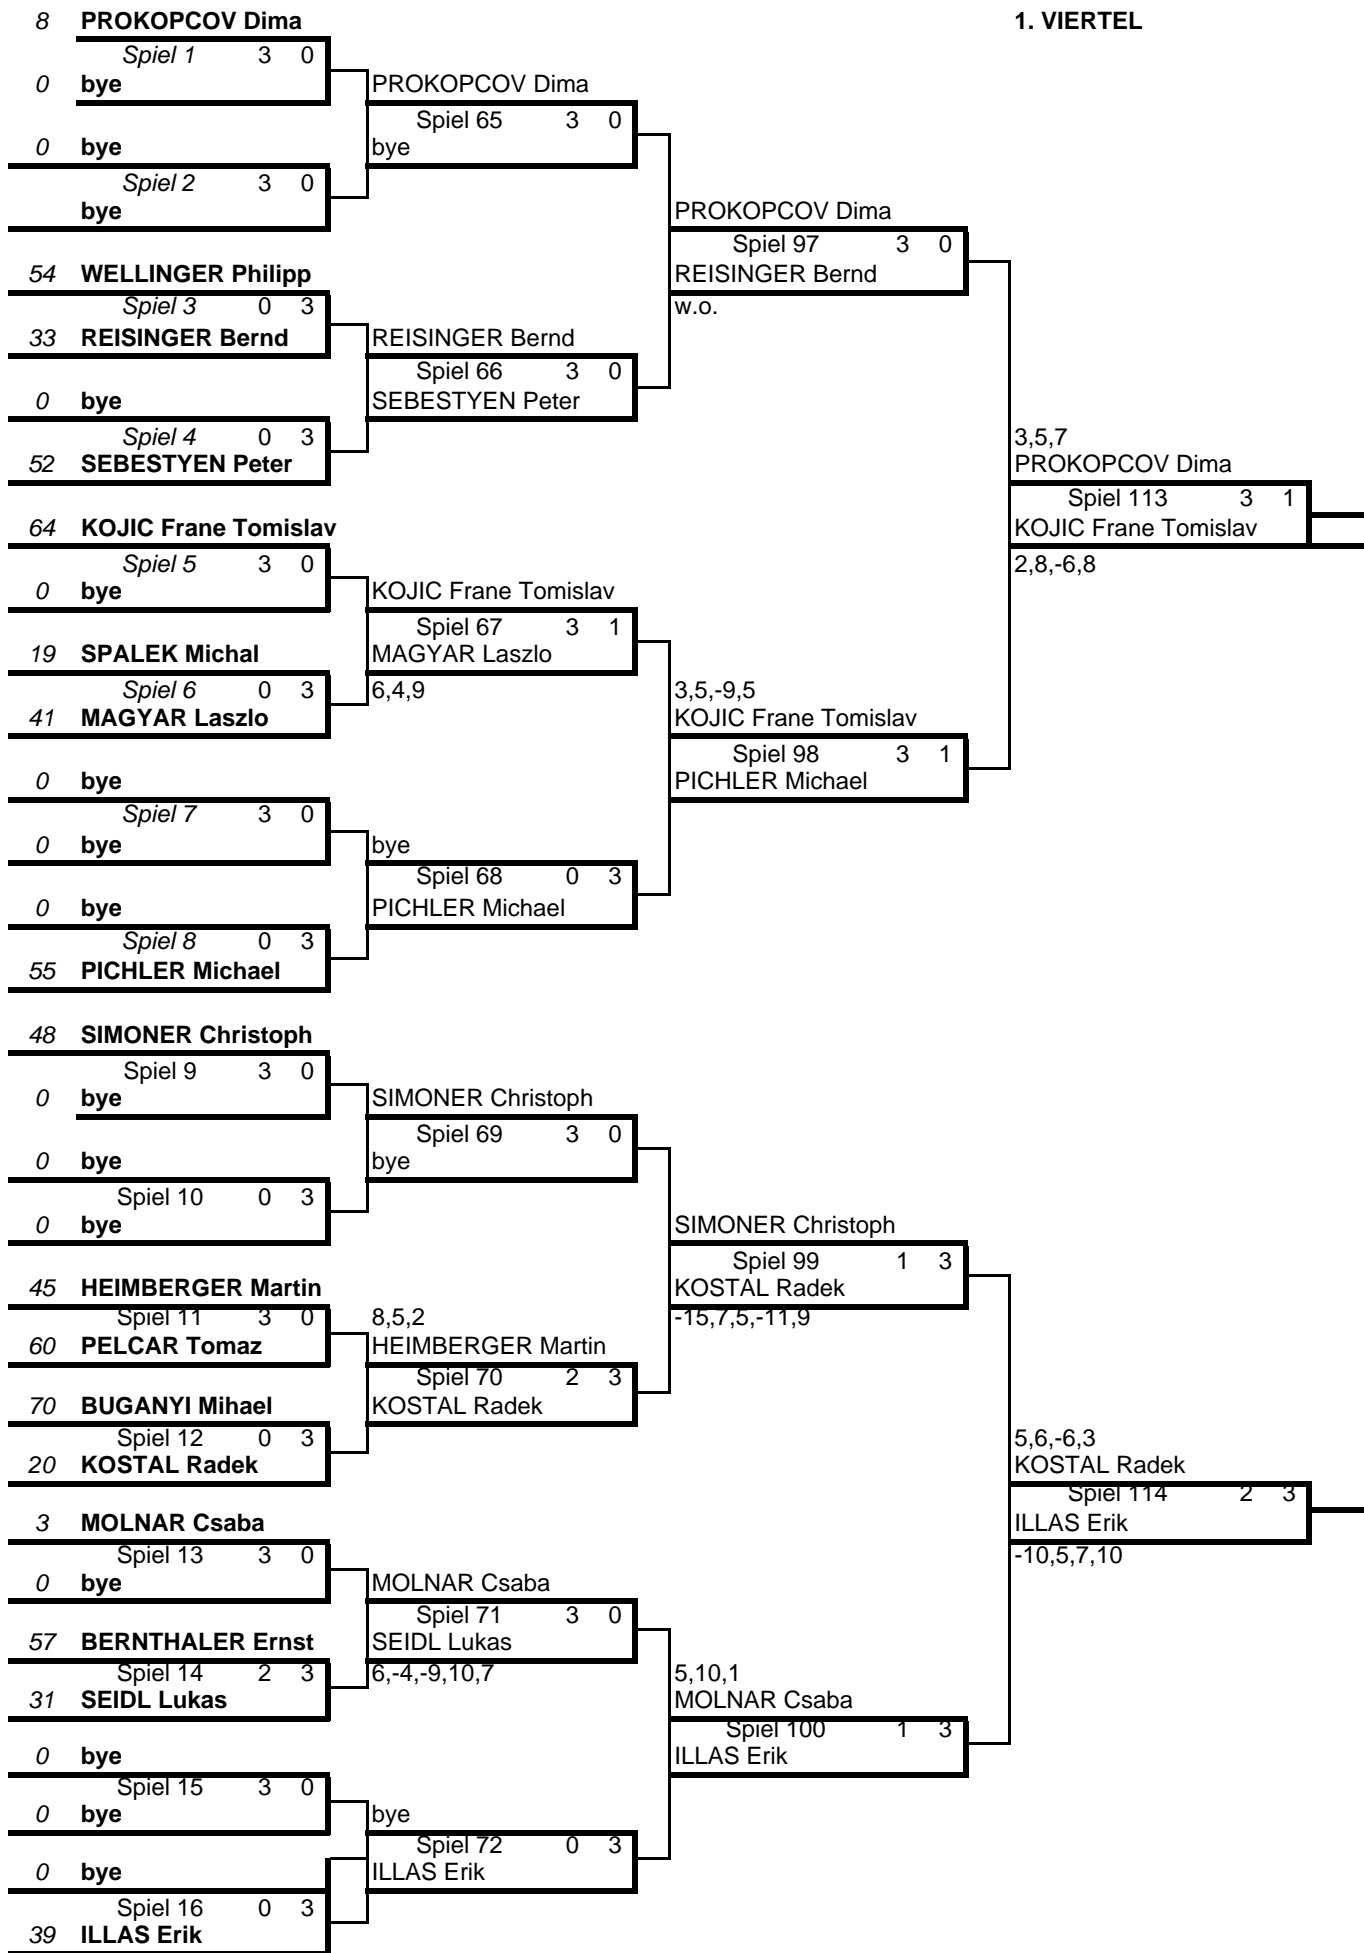 8 PROKOPCOV Dima 1. VIERTEL
Spiel 1 3 0
0 bye PROKOPCOV Dima
Spiel 65 3 0
0 bye bye
Spiel 2 3 0
bye PROKOPCOV Dima
Spiel 97 3 0
54 WELLINGER Philipp REISINGER Bernd
Spiel 3 0 3 w.o.
33 REISINGER Bernd REISINGER Bernd
Spiel 66 3 0
0 bye SEBESTYEN Peter
Spiel 4 0 3 3,5,7
52 SEBESTYEN Peter PROKOPCOV Dima
Spiel 113 3 1
64 KOJIC Frane Tomislav KOJIC Frane Tomislav
Spiel 5 3 0 2,8,-6,8
0 bye KOJIC Frane Tomislav
Spiel 67 3 1
19 SPALEK Michal MAGYAR Laszlo
Spiel 6 0 3 6,4,9 3,5,-9,5
41 MAGYAR Laszlo KOJIC Frane Tomislav
Spiel 98 3 1
0 bye PICHLER Michael
Spiel 7 3 0
0 bye bye
Spiel 68 0 3
0 bye PICHLER Michael
Spiel 8 0 3
55 PICHLER Michael
48 SIMONER Christoph
Spiel 9 3 0
0 bye SIMONER Christoph
Spiel 69 3 0
0 bye bye
Spiel 10 0 3
0 bye SIMONER Christoph
Spiel 99 1 3
45 HEIMBERGER Martin KOSTAL Radek
Spiel 11 3 0 8,5,2 -15,7,5,-11,9
60 PELCAR Tomaz HEIMBERGER Martin
Spiel 70 2 3
70 BUGANYI Mihael KOSTAL Radek
Spiel 12 0 3 5,6,-6,3
20 KOSTAL Radek KOSTAL Radek
Spiel 114 2 3
3 MOLNAR Csaba ILLAS Erik
Spiel 13 3 0 -10,5,7,10
0 bye MOLNAR Csaba
Spiel 71 3 0
57 BERNTHALER Ernst SEIDL Lukas
Spiel 14 2 3 6,-4,-9,10,7 5,10,1
31 SEIDL Lukas MOLNAR Csaba
Spiel 100 1 3
0 bye ILLAS Erik
Spiel 15 3 0
0 bye bye
Spiel 72 0 3
0 bye ILLAS Erik
Spiel 16 0 3
39 ILLAS Erik